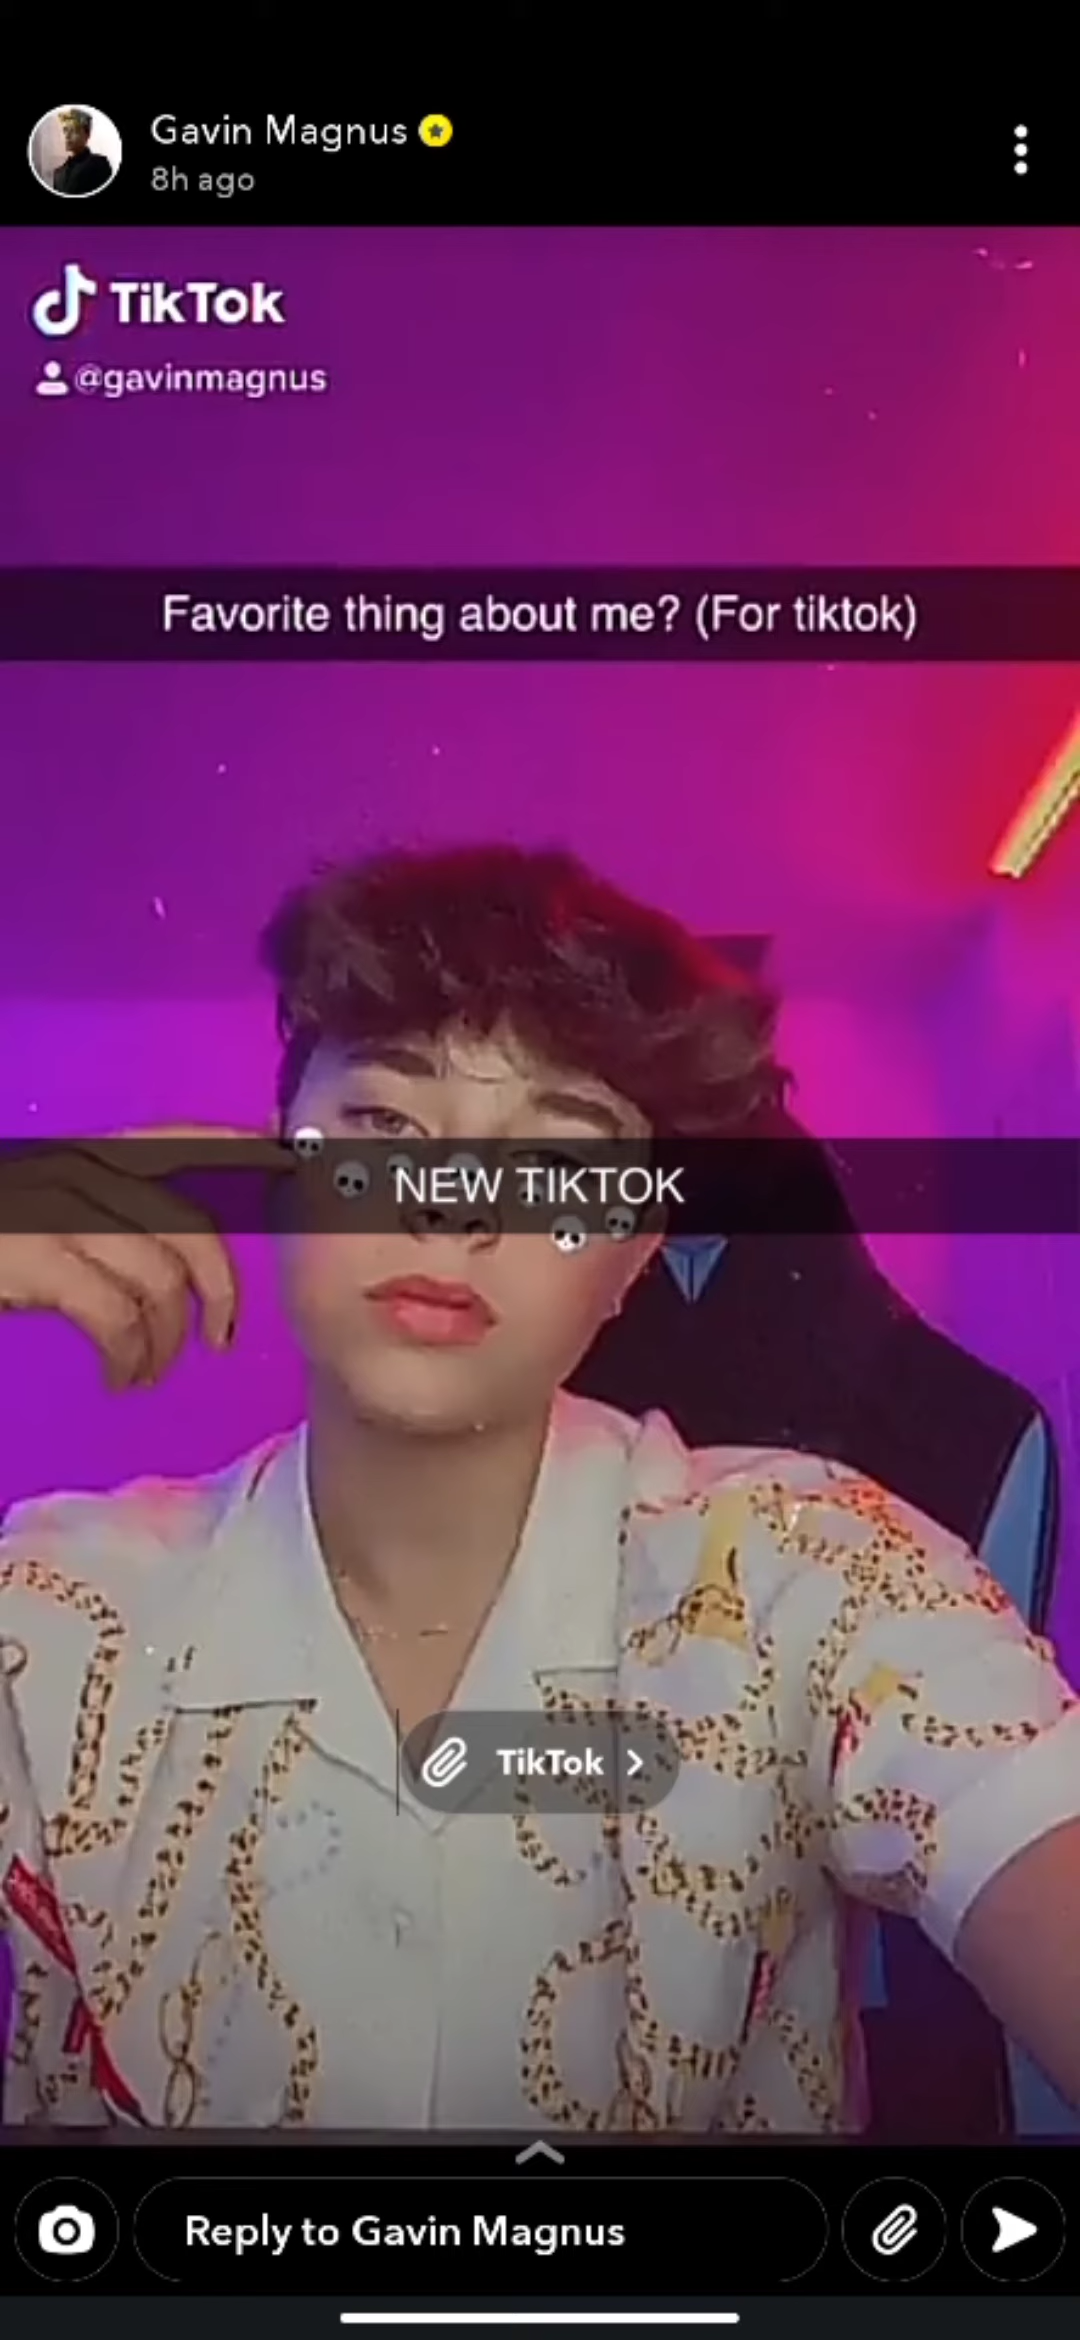 Gavin Magnus
8h ago
TikTok
@gavinmagnus
Favorite thing about me? (For tiktok)
NEW TIKTOK
TikTok
Reply to Gavin Magnus